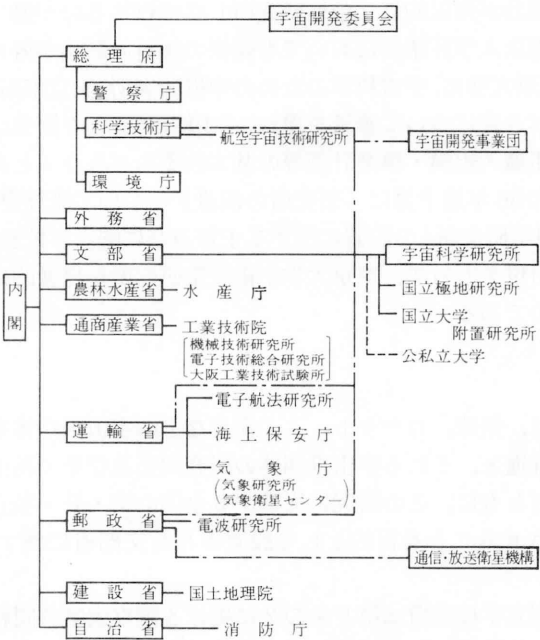 宇宙開発委員会
総理府
警察庁
科学技術庁
航空宇宙技術研究所
宇宙開発事業団
環境庁
外務省
文部省
宇宙科学研究所
国立極地研究所
国立大学
附置研究所
公私立大学
内閣
農林水産省 水産庁
通商産業省 工業技術院
機械技術研究所
電子技術総合研究所
大阪工業技術試験所
電子航法研究所
運輸省 海上保安庁
気象庁
(気象研究所
気象衛星センター)
郵政省 電波研究所
通信・放送衛星機構
建設省 国土地理院
自治省 消防庁